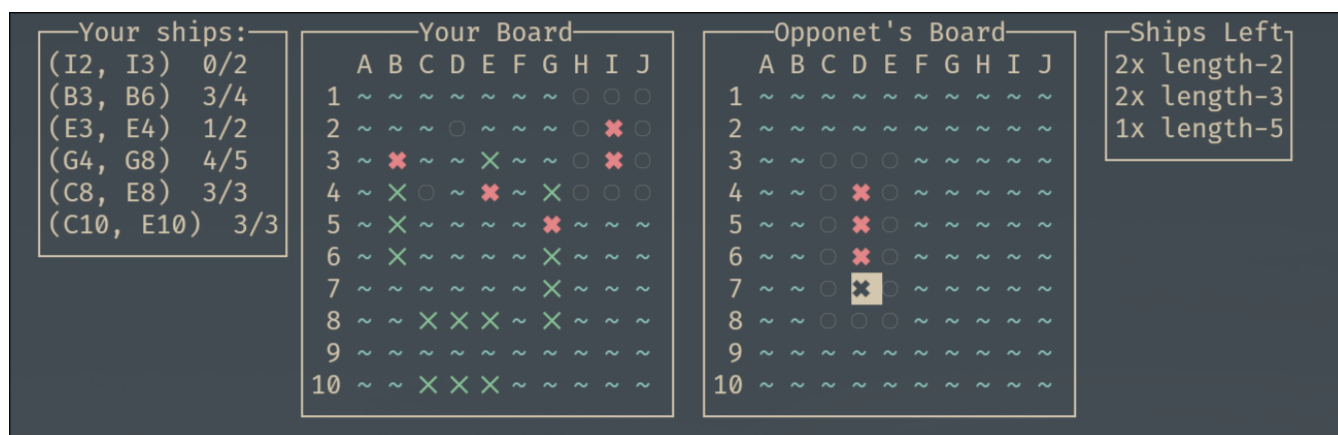 Your ships:
(I2, I3) 0/2
(B3, B6) 3/4
(E3, E4) 1/2
(G4, G8) 4/5
(C8, E8) 3/3
(C10, E10) 3/3
Your Board
A B C D E F G H I J
1 ~ ~ ~ ~ ~ ~ ~ ○ ○ ○
2 ~ ~ ~ ○ ~ ~ ~ ○ ✖ ○
3 ~ ✖ ~ ~ ✕ ~ ~ ○ ✖ ○
4 ~ ✕ ○ ~ ✖ ~ ✕ ○ ○ ○
5 ~ ✕ ~ ~ ~ ~ ✖ ~ ~ ~
6 ~ ✕ ~ ~ ~ ~ ✕ ~ ~ ~
7 ~ ~ ~ ~ ~ ~ ✕ ~ ~ ~
8 ~ ~ ✕ ✕ ✕ ~ ✕ ~ ~ ~
9 ~ ~ ~ ~ ~ ~ ~ ~ ~ ~
10 ~ ~ ✕ ✕ ✕ ~ ~ ~ ~ ~
Opponet's Board
A B C D E F G H I J
1 ~ ~ ~ ~ ~ ~ ~ ~ ~ ~
2 ~ ~ ~ ~ ~ ~ ~ ~ ~ ~
3 ~ ~ ○ ○ ○ ~ ~ ~ ~ ~
4 ~ ~ ○ ✖ ○ ~ ~ ~ ~ ~
5 ~ ~ ○ ✖ ○ ~ ~ ~ ~ ~
6 ~ ~ ○ ✖ ○ ~ ~ ~ ~ ~
7 ~ ~ ○ ✖ ○ ~ ~ ~ ~ ~
8 ~ ~ ○ ○ ○ ~ ~ ~ ~ ~
9 ~ ~ ~ ~ ~ ~ ~ ~ ~ ~
10 ~ ~ ~ ~ ~ ~ ~ ~ ~ ~
Ships Left
2x length-2
2x length-3
1x length-5